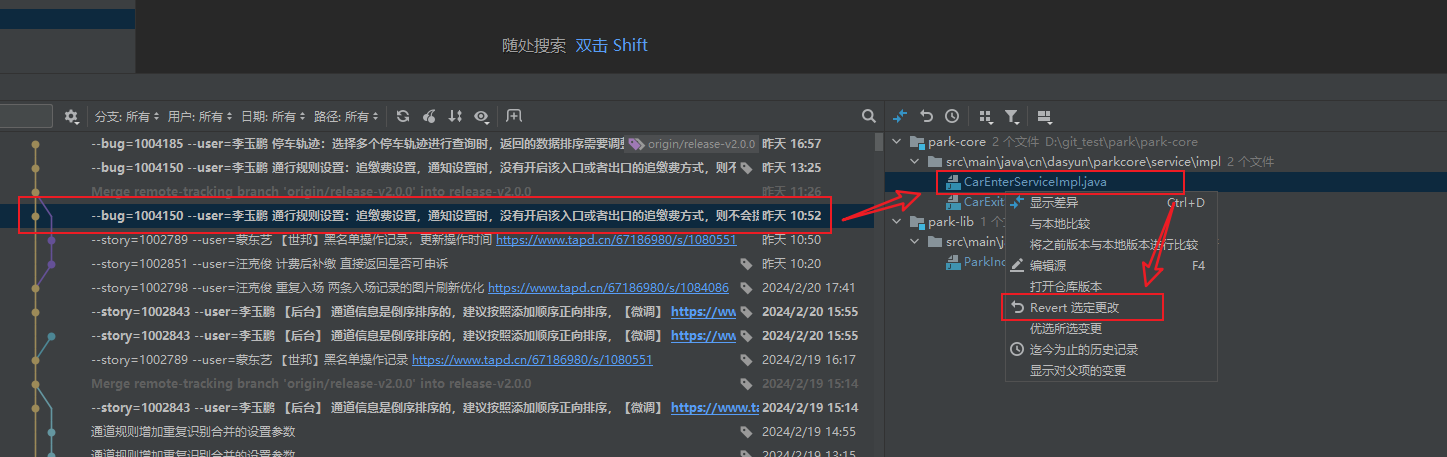 随处搜索 双击 Shift
分支: 所有 用户: 所有 日期: 所有 路径: 所有
--bug=1004185 --user=李玉鹏 停车轨迹：选择多个停车轨迹进行查询时，返回的数据排序需要调 origin/release-v2.0.0 昨天 16:57
--bug=1004150 --user=李玉鹏 通行规则设置：追缴费设置，通知设置时，没有开启该入口或者出口的追缴费方式，则不 昨天 13:25
Merge remote-tracking branch 'origin/release-v2.0.0' into release-v2.0.0 昨天 11:26
--bug=1004150 --user=李玉鹏 通行规则设置：追缴费设置，通知设置时，没有开启该入口或者出口的追缴费方式，则不会 昨天 10:52
--story=1002789 --user=蒙东艺 【世邦】黑名单操作记录，更新操作时间 https://www.tapd.cn/67186980/s/1080551 昨天 10:50
--story=1002851 --user=汪克俊 计费后补缴 直接返回是否可申诉 昨天 10:20
--story=1002798 --user=汪克俊 重复入场 两条入场记录的图片刷新优化 https://www.tapd.cn/67186980/s/1084086 2024/2/20 17:41
--story=1002843 --user=李玉鹏 【后台】 通道信息是倒序排序的，建议按照添加顺序正向排序，【微调】 https://ww 2024/2/20 15:55
--story=1002843 --user=李玉鹏 【后台】 通道信息是倒序排序的，建议按照添加顺序正向排序，【微调】 https://ww 2024/2/20 15:55
--story=1002789 --user=蒙东艺 【世邦】黑名单操作记录 https://www.tapd.cn/67186980/s/1080551 2024/2/19 16:17
Merge remote-tracking branch 'origin/release-v2.0.0' into release-v2.0.0 2024/2/19 15:14
--story=1002843 --user=李玉鹏 【后台】 通道信息是倒序排序的，建议按照添加顺序正向排序，【微调】 https://www.ta 2024/2/19 15:14
通道规则增加重复识别合并的设置参数 2024/2/19 14:55
通道规则增加重复识别合并的设置参数 2024/2/19 13:15
park-core 2 个文件 D:\git_test\park\park-core
src\main\java\cn\dasyun\parkcore\service\impl 2 个文件
CarEnterServiceImpl.java
CarExit
park-lib 1 个
src\main\ja
ParkInc
显示差异 Ctrl+D
与本地比较
将之前版本与本地版本进行比较
编辑源 F4
打开仓库版本
Revert 选定更改
优选所选变更
迄今为止的历史记录
显示对父项的变更